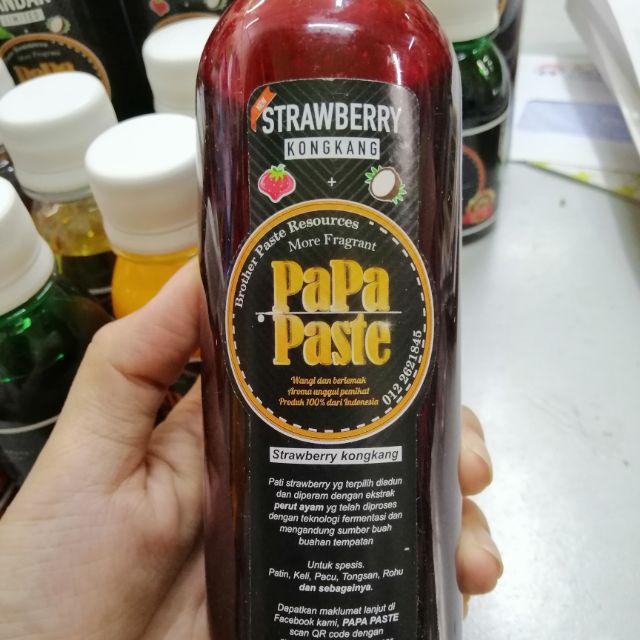 NEW
STRAWBERRY
KONGKANG
+
Brother Paste Resources
More Fragrant
PaPa
Paste
Wangi dan berlemak
Aroma unggul pemikat
Produk 100% dari Indonesia
012 2621845
Strawberry kongkang
Pati strawberry yg terpilih diadun
dan diperam dengan ekstrak
perut ayam yg telah diproses
dengan teknologi fermentasi dan
mengandung sumber buah
buahan tempatan
Untuk spesis.
Patin, Keli, Pacu, Tongsan, Rohu
dan sebagainya.
Dapatkan maklumat lanjut di
Facebook kami, PAPA PASTE
scan QR code dengan